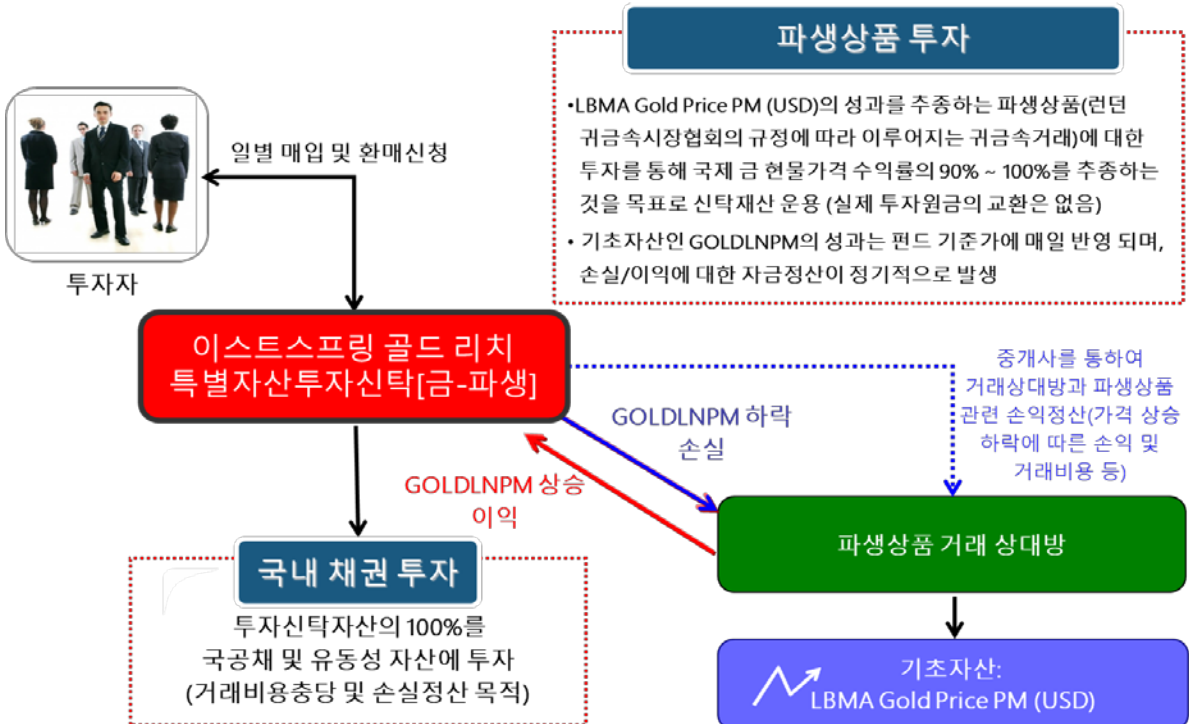 파생상품 투자
•LBMA Gold Price PM (USD)의 성과를 추종하는 파생상품(런던
귀금속시장협회의 규정에 따라 이루어지는 귀금속거래)에 대한
투자를 통해 국제 금 현물가격 수익률의 90% ~ 100%를 추종하는
것을 목표로 신탁재산 운용 (실제 투자원금의 교환은 없음)
• 기초자산인 GOLDLNPM의 성과는 펀드 기준가에 매일 반영 되며,
손실/이익에 대한 자금정산이 정기적으로 발생
일별 매입 및 환매신청
투자자
이스트스프링 골드 리치
특별자산투자신탁[금-파생]
중개사를 통하여
거래상대방과 파생상품
관련 손익정산(가격 상승
하락에 따른 손익 및
거래비용 등)
GOLDLNPM 하락
손실
GOLDLNPM 상승
이익
파생상품 거래 상대방
국내 채권 투자
투자신탁자산의 100%를
국공채 및 유동성 자산에 투자
(거래비용충당 및 손실정산 목적)
기초자산:
LBMA Gold Price PM (USD)